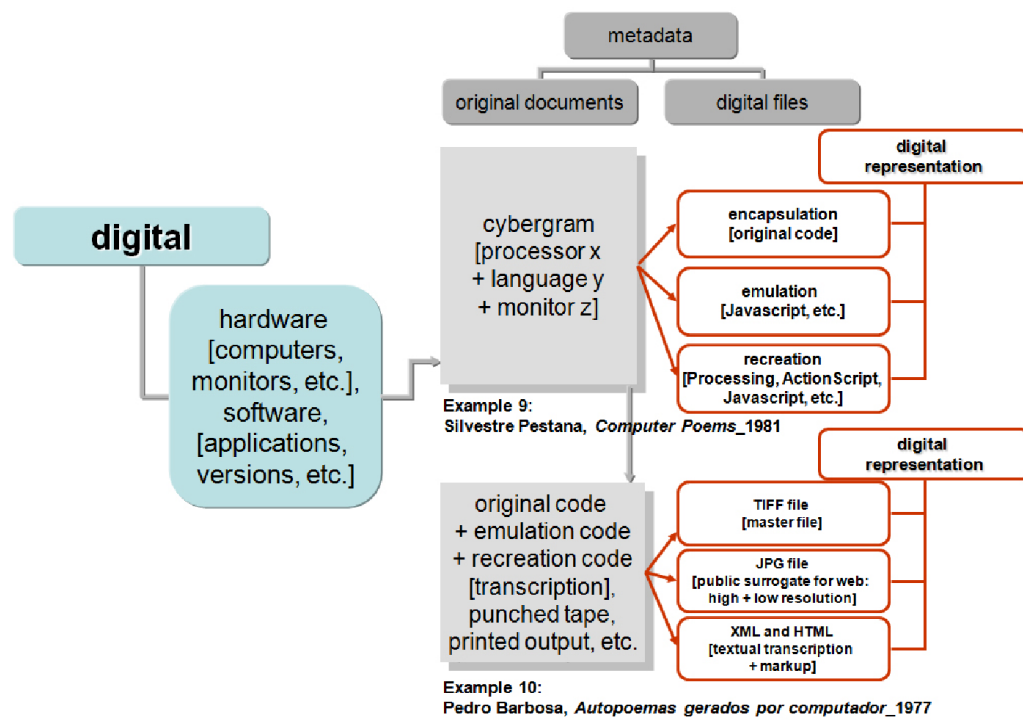 metadata
original documents
digital files
digital
hardware
[computers,
monitors, etc.],
software,
[applications,
versions, etc.]
cybergram
[processor x
+ language y
+ monitor z]
digital
representation
encapsulation
[original code]
emulation
[Javascript, etc.]
recreation
[Processing, ActionScript,
Javascript, etc.]
Example 9:
Silvestre Pestana, Computer Poems_1981
original code
+ emulation code
+ recreation code
[transcription],
punched tape,
printed output, etc.
digital
representation
TIFF file
[master file]
JPG file
[public surrogate for web:
high + low resolution]
XML and HTML
[textual transcription
+ markup]
Example 10:
Pedro Barbosa, Autopoemas gerados por computador_1977